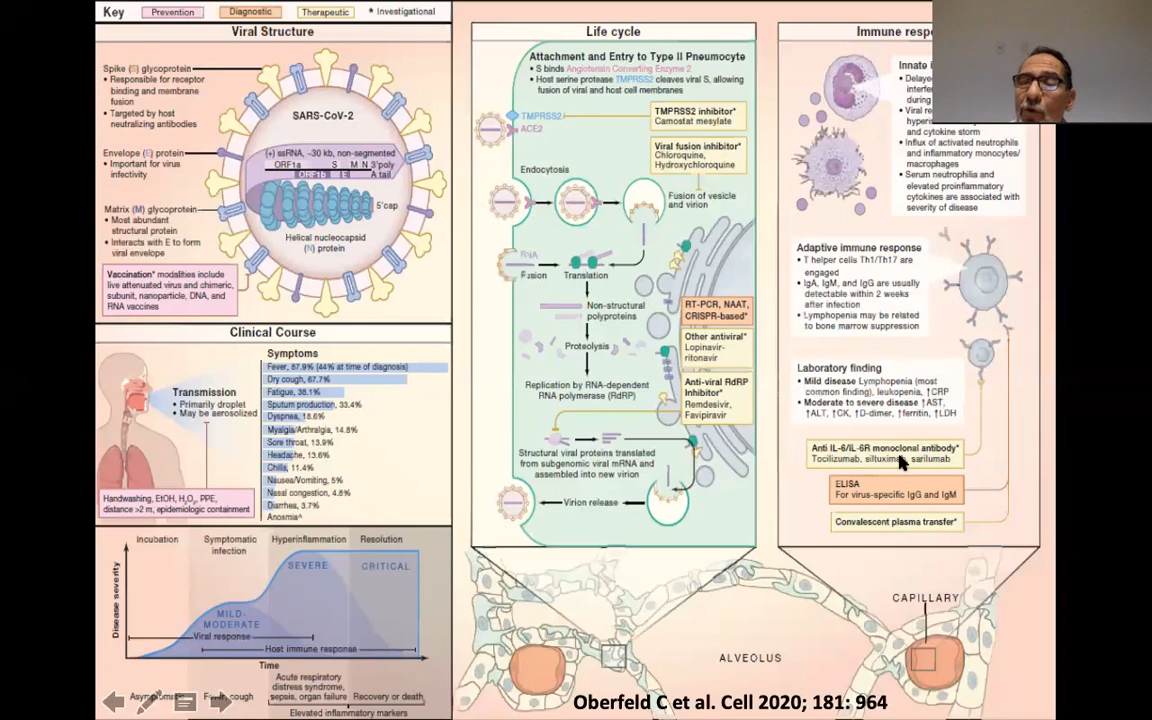 Key
Prevention
Diagnostic
Therapeutic
* Investigational
Viral Structure
Spike (S) glycoprotein
• Responsible for receptor
binding and membrane
fusion
• Targeted by host
neutralizing antibodies
Envelope (E) protein
• Important for virus
infectivity
Matrix (M) glycoprotein
• Most abundant
structural protein
• Interacts with E to form
viral envelope
Vaccination* modalities include
live attenuated virus and chimeric,
subunit, nanoparticle, DNA, and
RNA vaccines
SARS-CoV-2
(+) ssRNA, ~30 kb, non-segmented
ORF1a S M N 3'poly
ORF1b E A tail
5'cap
Helical nucleocapsid
(N) protein
Clinical Course
Transmission
• Primarily droplet
• May be aerosolized
Handwashing, EtOH, H2O2, PPE,
distance >2 m, epidemiologic containment
Symptoms
Fever, 87.9% (44% at time of diagnosis)
Dry cough, 67.7%
Fatigue, 38.1%
Sputum production, 33.4%
Dyspnea, 18.6%
Myalgia/Arthralgia, 14.8%
Sore throat, 13.9%
Headache, 13.6%
Chills, 11.4%
Nausea/Vomiting, 5%
Nasal congestion, 4.8%
Diarrhea, 3.7%
Anosmia^
Incubation
Symptomatic
infection
Hyperinflammation
Resolution
Disease severity
SEVERE
CRITICAL
MILD-
MODERATE
Viral response
Host immune response
Time
Asymptomatic
Fever, cough
Acute respiratory
distress syndrome,
sepsis, organ failure
Recovery or death
Elevated inflammatory markers
Life cycle
Attachment and Entry to Type II Pneumocyte
• S binds Angiotensin Converting Enzyme 2
• Host serine protease TMPRSS2 cleaves viral S, allowing
fusion of viral and host cell membranes
TMPRSS2
ACE2
TMPRSS2 inhibitor*
Camostat mesylate
Viral fusion inhibitor*
Chloroquine,
Hydroxychloroquine
Endocytosis
Fusion of vesicle
and virion
RNA
Fusion
Translation
Non-structural
polyproteins
Proteolysis
Replication by RNA-dependent
RNA polymerase (RdRP)
RT-PCR, NAAT,
CRISPR-based*
Other antiviral*
Lopinavir-
ritonavir
Anti-viral RdRP
Inhibitor*
Remdesivir,
Favipiravir
Structural viral proteins translated
from subgenomic viral mRNA and
assembled into new virion
Virion release
Immune resp
Innate i
• Delaye
interfe
during
• Viral re
hyperi
and cytokine storm
• Influx of activated neutrophils
and inflammatory monocytes/
macrophages
• Serum neutrophilia and
elevated proinflammatory
cytokines are associated with
severity of disease
Adaptive immune response
• T helper cells Th1/Th17 are
engaged
• IgA, IgM, and IgG are usually
detectable within 2 weeks
after infection
• Lymphopenia may be related
to bone marrow suppression
Laboratory finding
• Mild disease Lymphopenia (most
common finding), leukopenia, ↑CRP
• Moderate to severe disease ↑AST,
↑ALT, ↑CK, ↑D-dimer, ↑ferritin, ↑LDH
Anti IL-6/IL-6R monoclonal antibody*
Tocilizumab, siltuximab, sarilumab
ELISA
For virus-specific IgG and IgM
Convalescent plasma transfer*
CAPILLARY
ALVEOLUS
Oberfeld C et al. Cell 2020; 181: 964